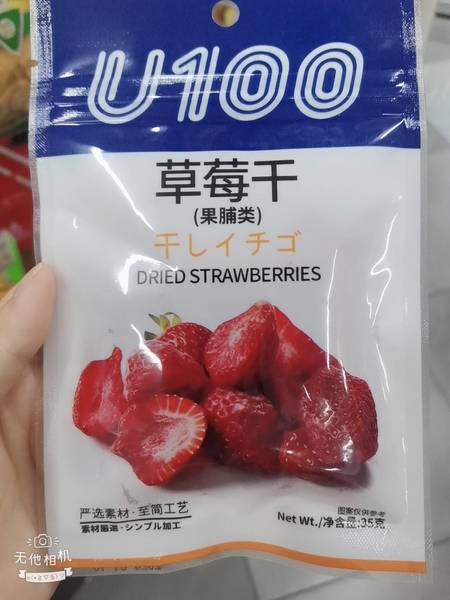 U100
草莓干
(果脯类)
干しイチゴ
DRIED STRAWBERRIES
严选素材·至简工艺
素材厳選·シンプル加工
图案仅供参考
Net Wt./净含量:35克
无他相机